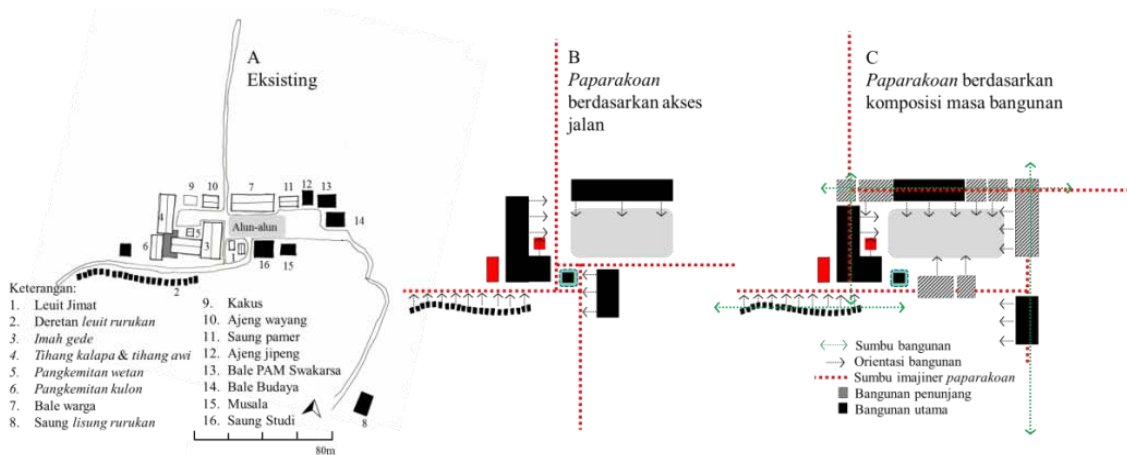 A
Eksisting
9
10
7
11
12
13
4
14
5
Alun-alun
6
3
1
16
15
2
8
80m
Keterangan:
1. Leuit Jimat
2. Deretan leuit rurukan
3. Imah gede
4. Tihang kalapa & tihang awi
5. Pangkemitan wetan
6. Pangkemitan kulon
7. Bale warga
8. Saung lisung rurukan
9. Kakus
10. Ajeng wayang
11. Saung pamer
12. Ajeng jipeng
13. Bale PAM Swakarsa
14. Bale Budaya
15. Musala
16. Saung Studi
B
Paparakoan
berdasarkan akses
jalan
C
Paparakoan berdasarkan
komposisi masa bangunan
Sumbu bangunan
Orientasi bangunan
Sumbu imajiner paparakoan
Bangunan penunjang
Bangunan utama